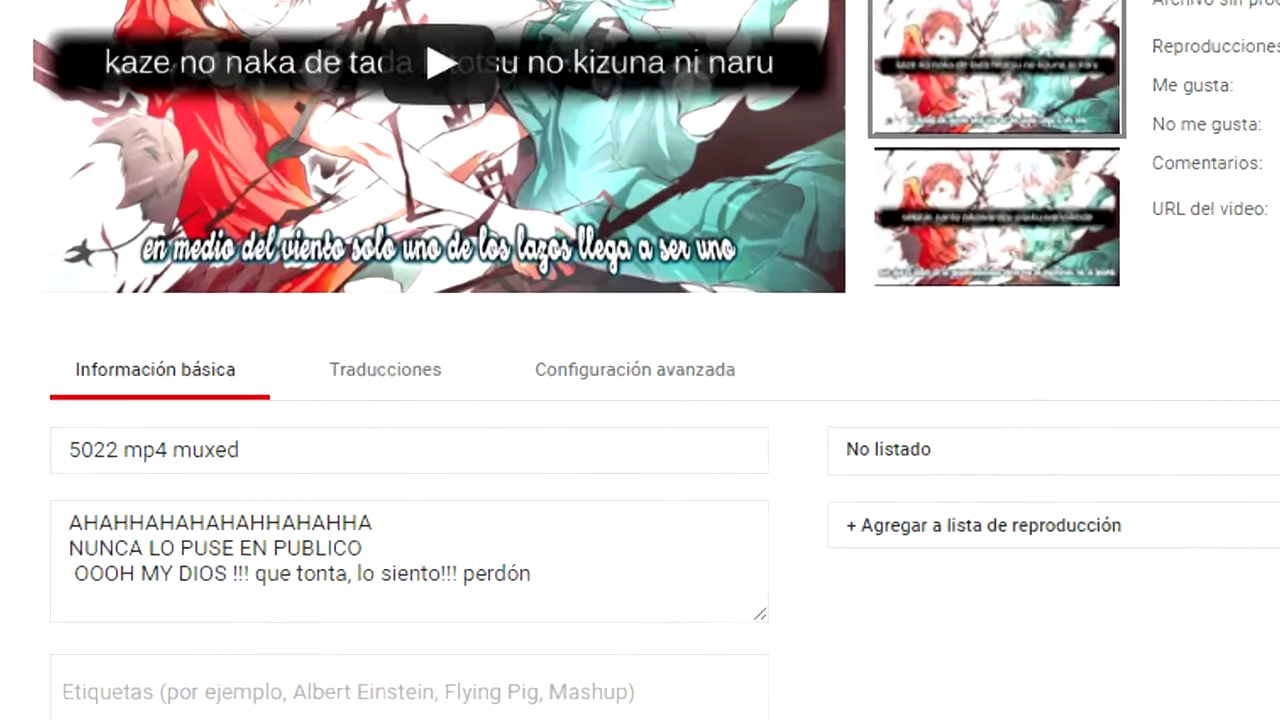 kaze no naka de tada hitotsu no kizuna ni naru
en medio del viento solo uno de los lazos llega a ser uno
Reproducciones
Me gusta:
No me gusta:
Comentarios:
URL del video:
Información básica
Traducciones
Configuración avanzada
5022 mp4 muxed
No listado
AHAHHAHAHAHAHHAHAHHA
NUNCA LO PUSE EN PUBLICO
OOOH MY DIOS !!! que tonta, lo siento!!! perdón
+ Agregar a lista de reproducción
Etiquetas (por ejemplo, Albert Einstein, Flying Pig, Mashup)